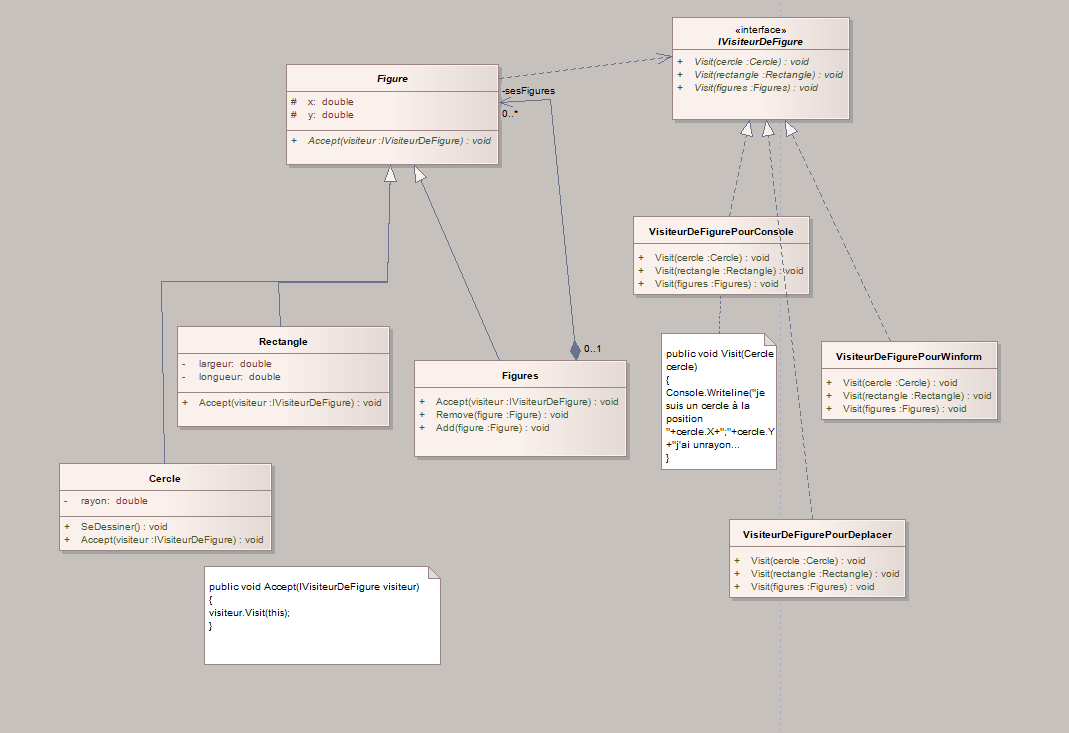 «interface»
IVisiteurDeFigure
+ Visit(cercle :Cercle) : void
+ Visit(rectangle :Rectangle) : void
+ Visit(figures :Figures) : void
Figure
# x: double
# y: double
+ Accept(visiteur :IVisiteurDeFigure) : void
-sesFigures
0..*
VisiteurDeFigurePourConsole
+ Visit(cercle :Cercle) : void
+ Visit(rectangle :Rectangle) : void
+ Visit(figures :Figures) : void
Rectangle
- largeur: double
- longueur: double
+ Accept(visiteur :IVisiteurDeFigure) : void
0..1
Figures
+ Accept(visiteur :IVisiteurDeFigure) : void
+ Remove(figure :Figure) : void
+ Add(figure :Figure) : void
public void Visit(Cercle
cercle)
{
Console.Writeline("je
suis un cercle à la
position
"+cercle.X+";"+cercle.Y
+"j'ai unrayon...
}
VisiteurDeFigurePourWinform
+ Visit(cercle :Cercle) : void
+ Visit(rectangle :Rectangle) : void
+ Visit(figures :Figures) : void
Cercle
- rayon: double
+ SeDessiner() : void
+ Accept(visiteur :IVisiteurDeFigure) : void
VisiteurDeFigurePourDeplacer
+ Visit(cercle :Cercle) : void
+ Visit(rectangle :Rectangle) : void
+ Visit(figures :Figures) : void
public void Accept(IVisiteurDeFigure visiteur)
{
visiteur.Visit(this);
}